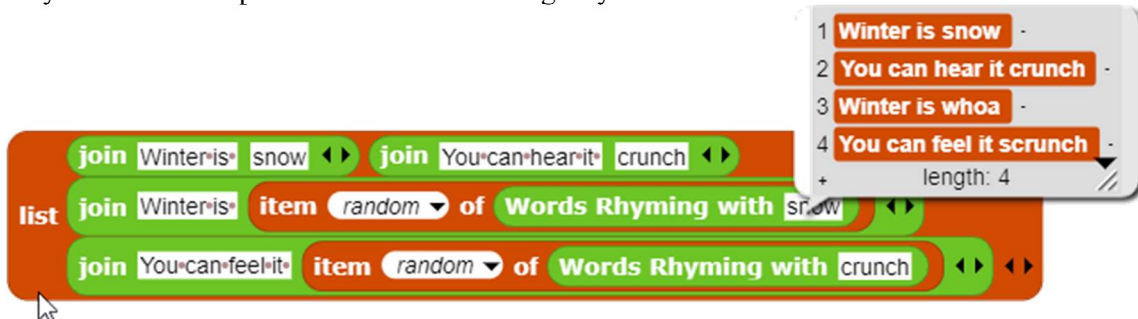 1 Winter is snow -
2 You can hear it crunch -
3 Winter is whoa -
4 You can feel it scrunch -
+ length: 4
join Winter•is• snow join You•can•hear•it• crunch
list join Winter•is• item random of Words Rhyming with snow
join You•can•feel•it• item random of Words Rhyming with crunch